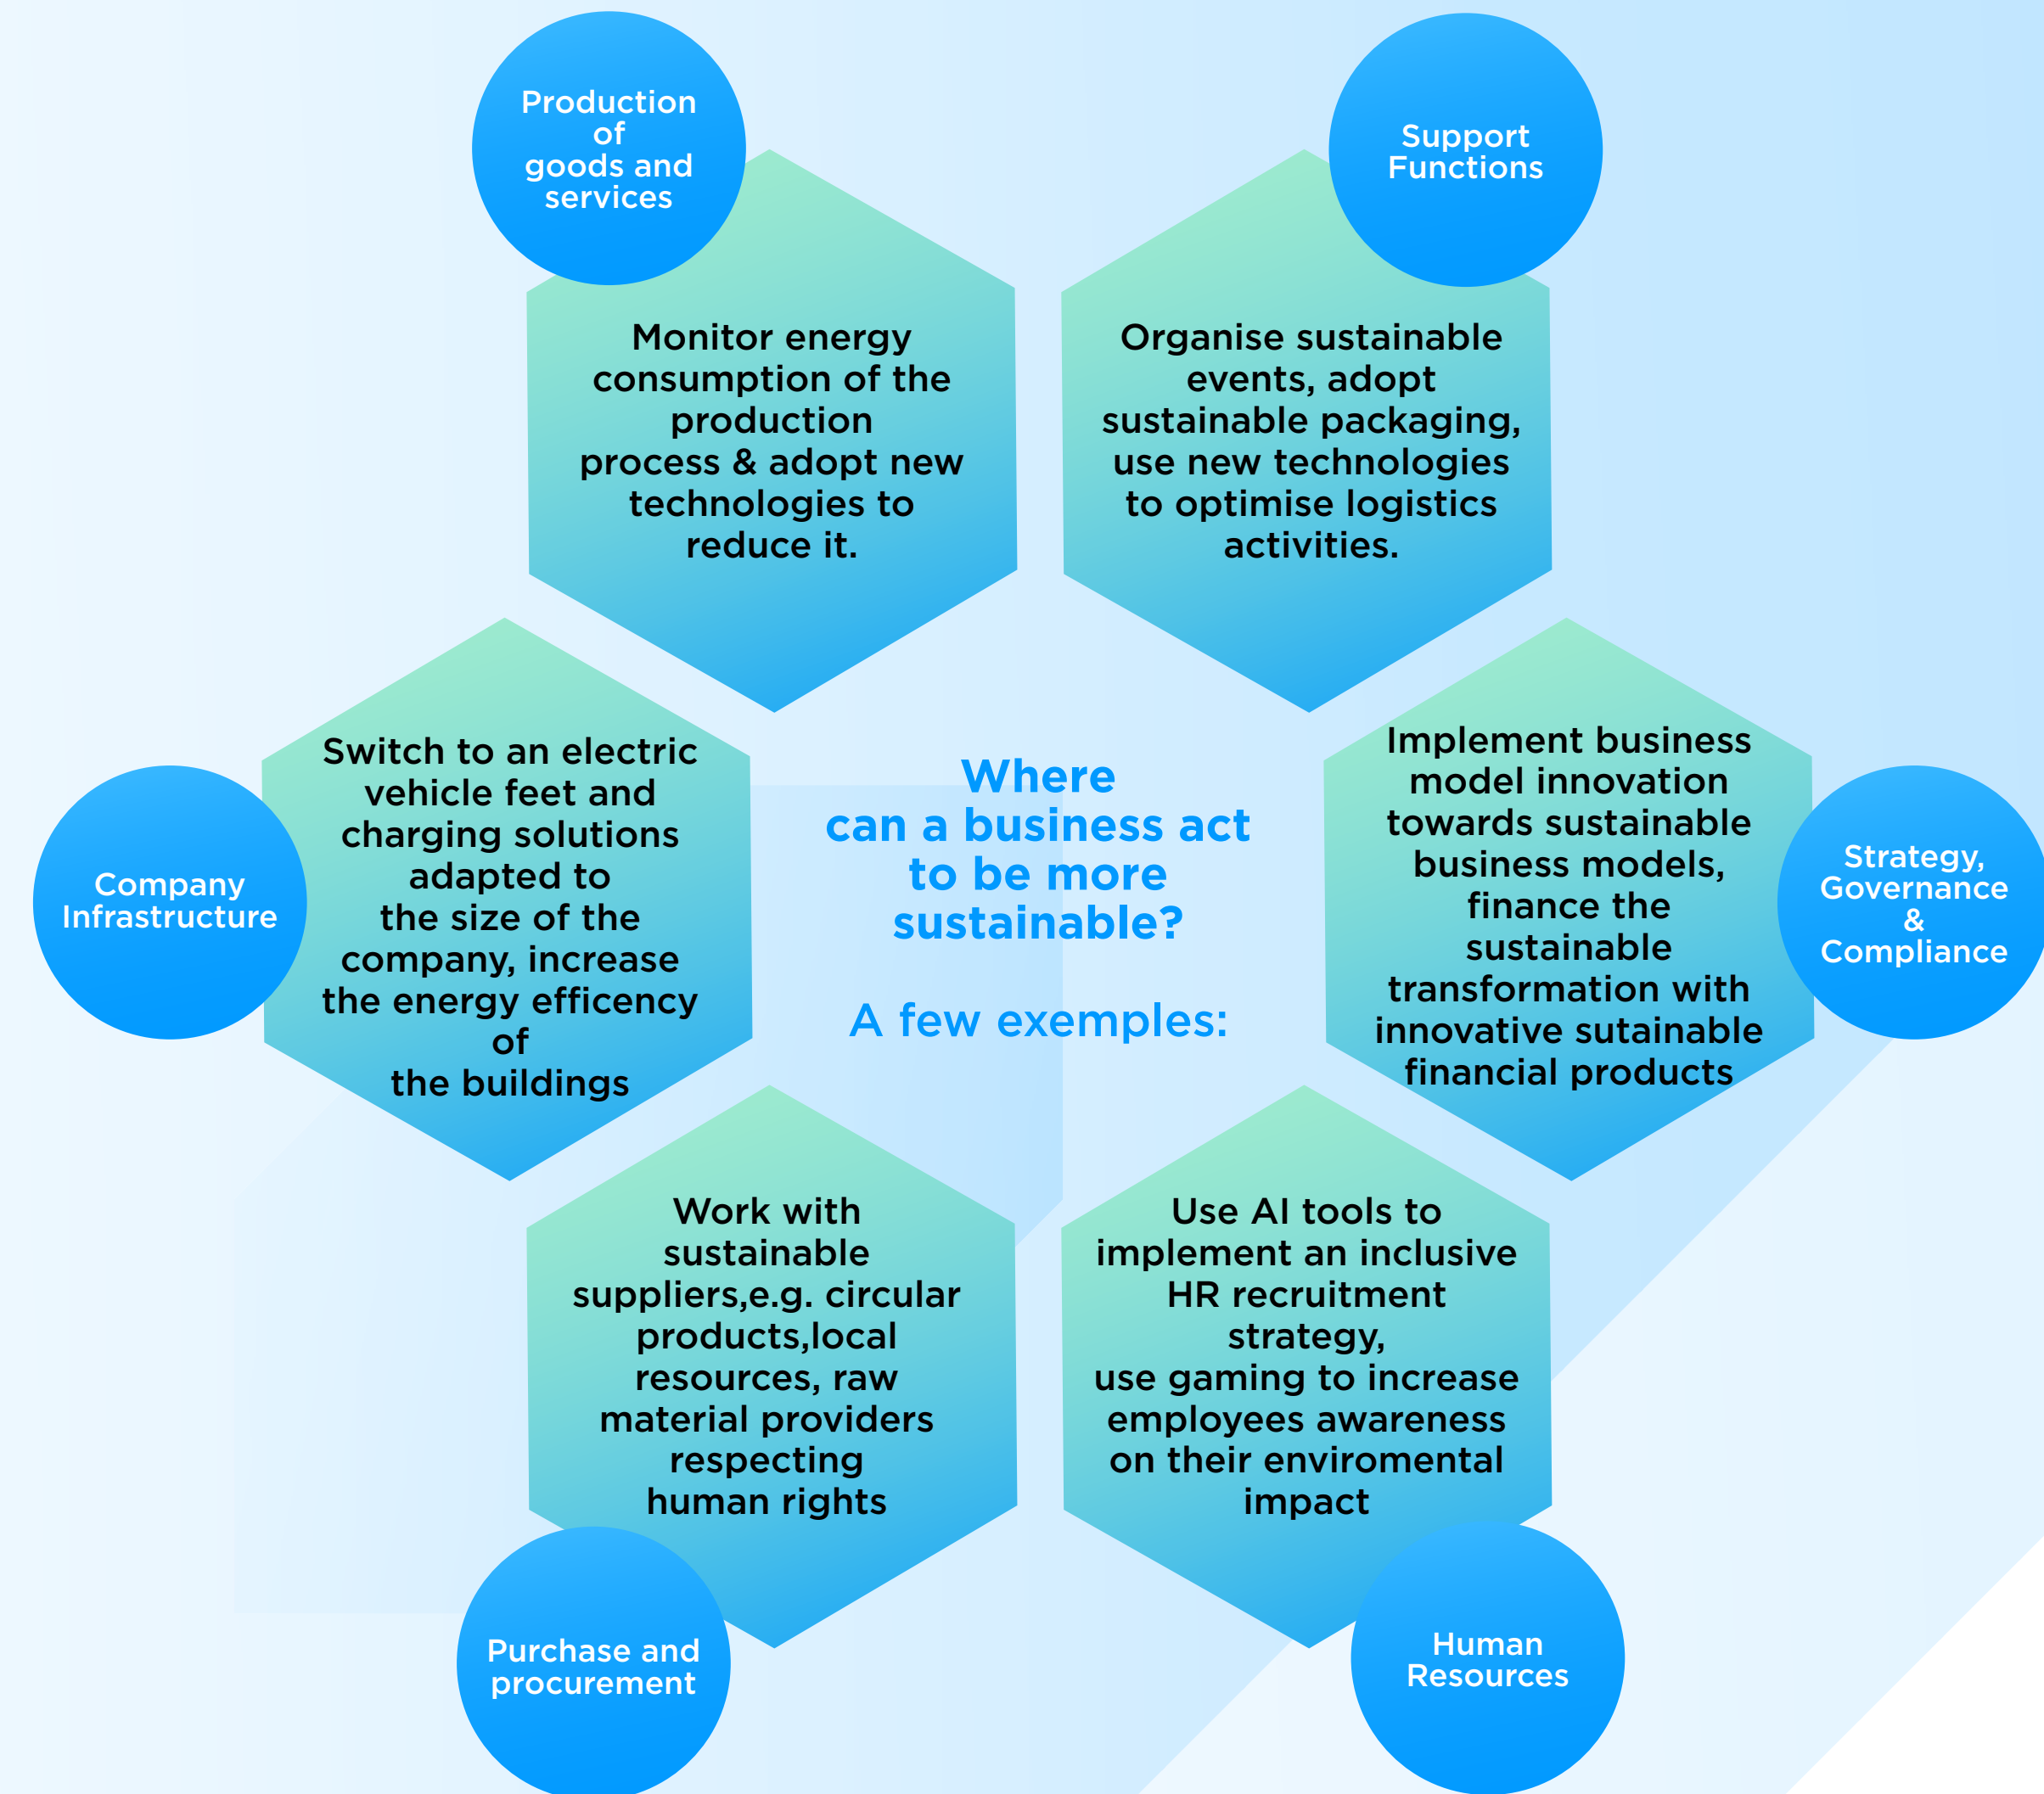 Production
of
goods and
services
Monitor energy
consumption of the
production
process & adopt new
technologies to
reduce it.
Support
Functions
Organise sustainable
events, adopt
sustainable packaging,
use new technologies
to optimise logistics
activities.
Company
Infrastructure
Switch to an electric
vehicle feet and
charging solutions
adapted to
the size of the
company, increase
the energy efficency
of
the buildings
Where
can a business act
to be more
sustainable?
A few exemples:
Implement business
model innovation
towards sustainable
business models,
finance the
sustainable
transformation with
innovative sutainable
financial products
Strategy,
Governance
&
Compliance
Work with
sustainable
suppliers,e.g. circular
products,local
resources, raw
material providers
respecting
human rights
Purchase and
procurement
Use AI tools to
implement an inclusive
HR recruitment
strategy,
use gaming to increase
employees awareness
on their enviromental
impact
Human
Resources